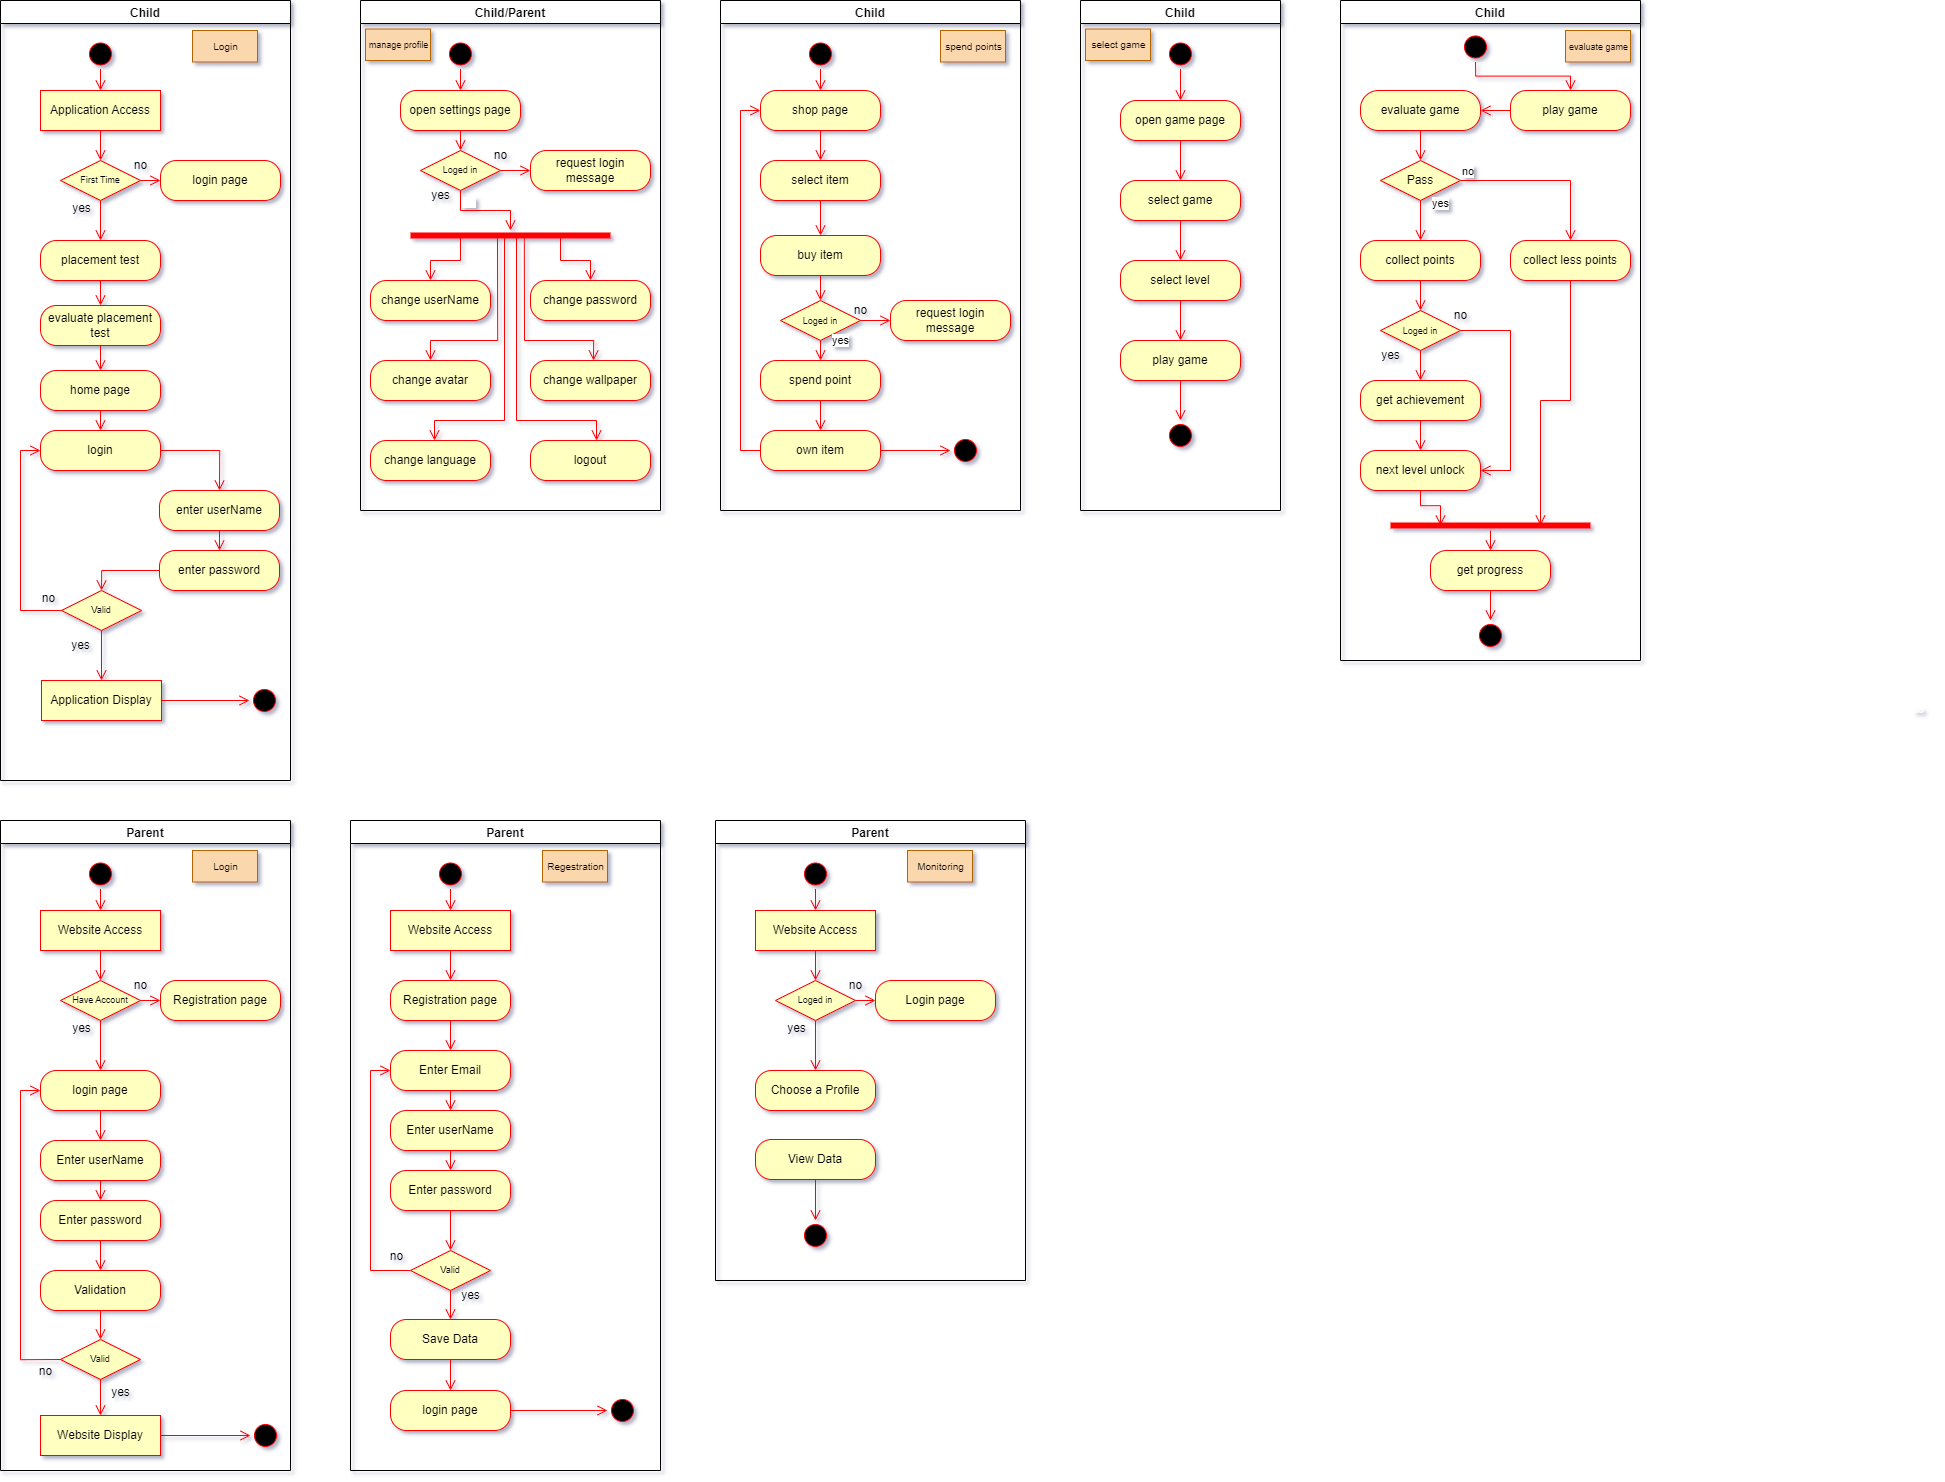 Child
Login
Application Access
First Time
no
login page
yes
placement test
evaluate placement
test
home page
login
enter userName
enter password
no
Valid
yes
Application Display
Child/Parent
manage profile
open settings page
Loged in
no
request login
message
yes
change userName
change password
change avatar
change wallpaper
change language
logout
Child
spend points
shop page
select item
buy item
Loged in
no
request login
message
yes
spend point
own item
Child
select game
open game page
select game
select level
play game
Child
evaluate game
evaluate game
play game
Pass
no
yes
collect points
collect less points
Loged in
no
yes
get achievement
next level unlock
get progress
Parent
Login
Website Access
Have Account
no
Registration page
yes
login page
Enter userName
Enter password
Validation
Valid
no
yes
Website Display
Parent
Regestration
Website Access
Registration page
Enter Email
Enter userName
Enter password
no
Valid
yes
Save Data
login page
Parent
Monitoring
Website Access
Loged in
no
Login page
yes
Choose a Profile
View Data